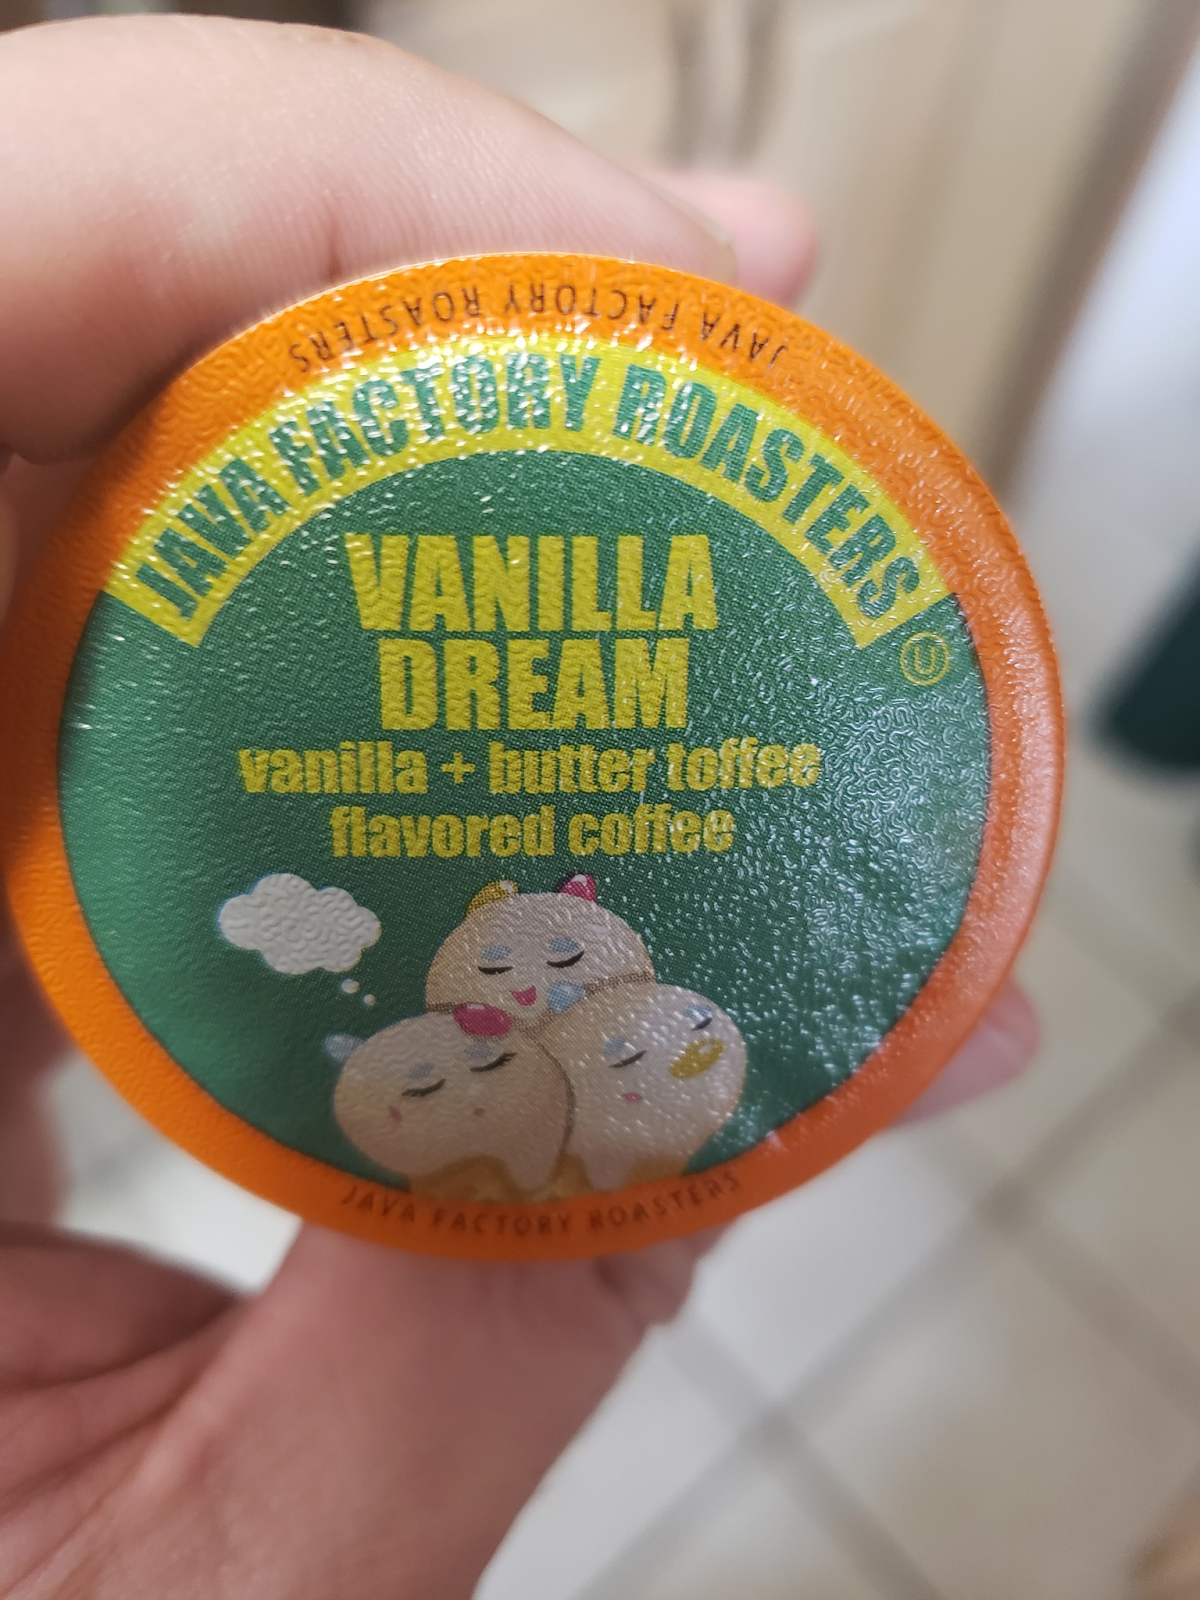 JAVA FACTORY ROASTERS
JAVA FACTORY ROASTERS
VANILLA
DREAM
U
vanilla + butter toffee
flavored coffee
JAVA FACTORY ROASTERS